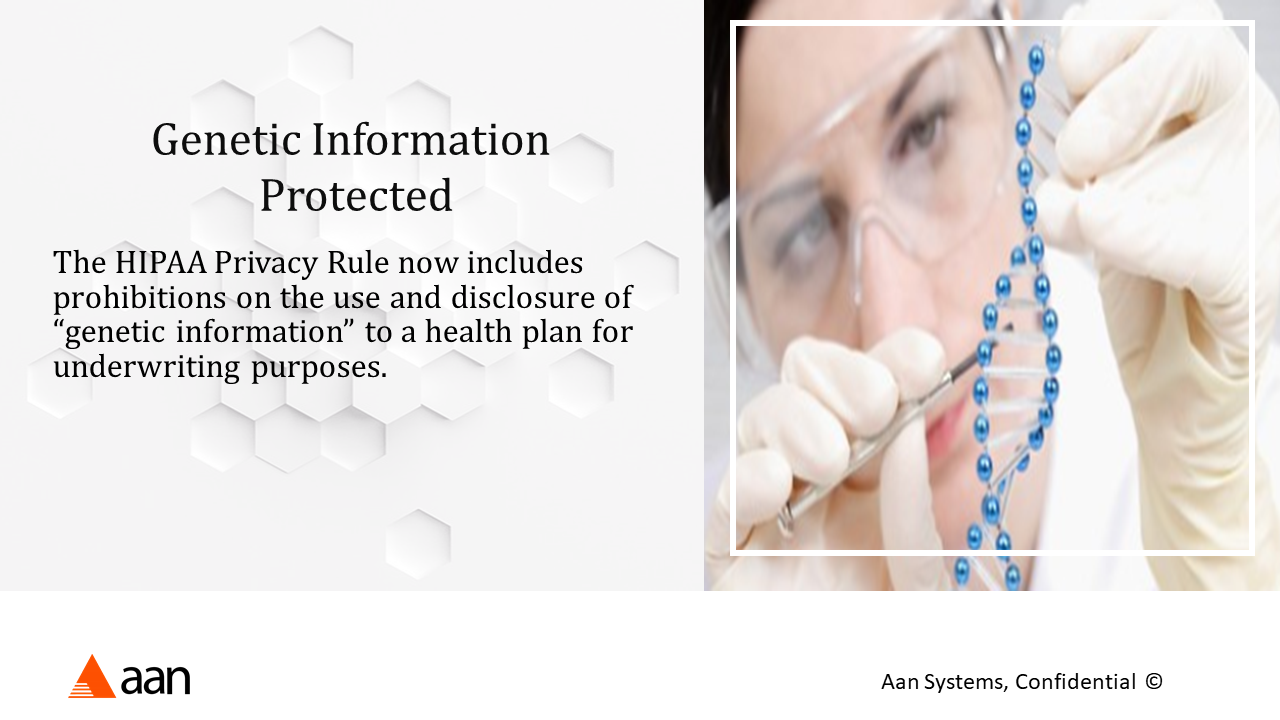 Genetic Information
Protected
The HIPAA Privacy Rule now includes
prohibitions on the use and disclosure of
“genetic information” to a health plan for
underwriting purposes.
aan
Aan Systems, Confidential ©